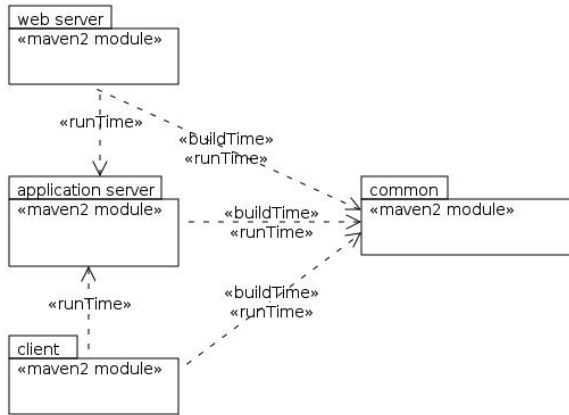 web server
«maven2 module»
«runTime»
«buildTime»
«runTime»
application server
«maven2 module»
«buildTime»
«runTime»
common
«maven2 module»
«runTime»
«buildTime»
«runTime»
client
«maven2 module»